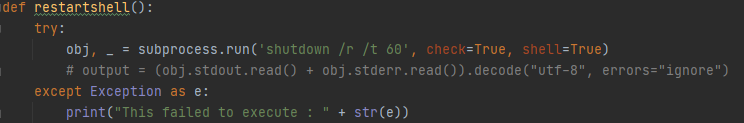 def restartshell():
    try:
        obj, _ = subprocess.run('shutdown /r /t 60', check=True, shell=True)
        # output = (obj.stdout.read() + obj.stderr.read()).decode("utf-8", errors="ignore")
    except Exception as e:
        print("This failed to execute : " + str(e))